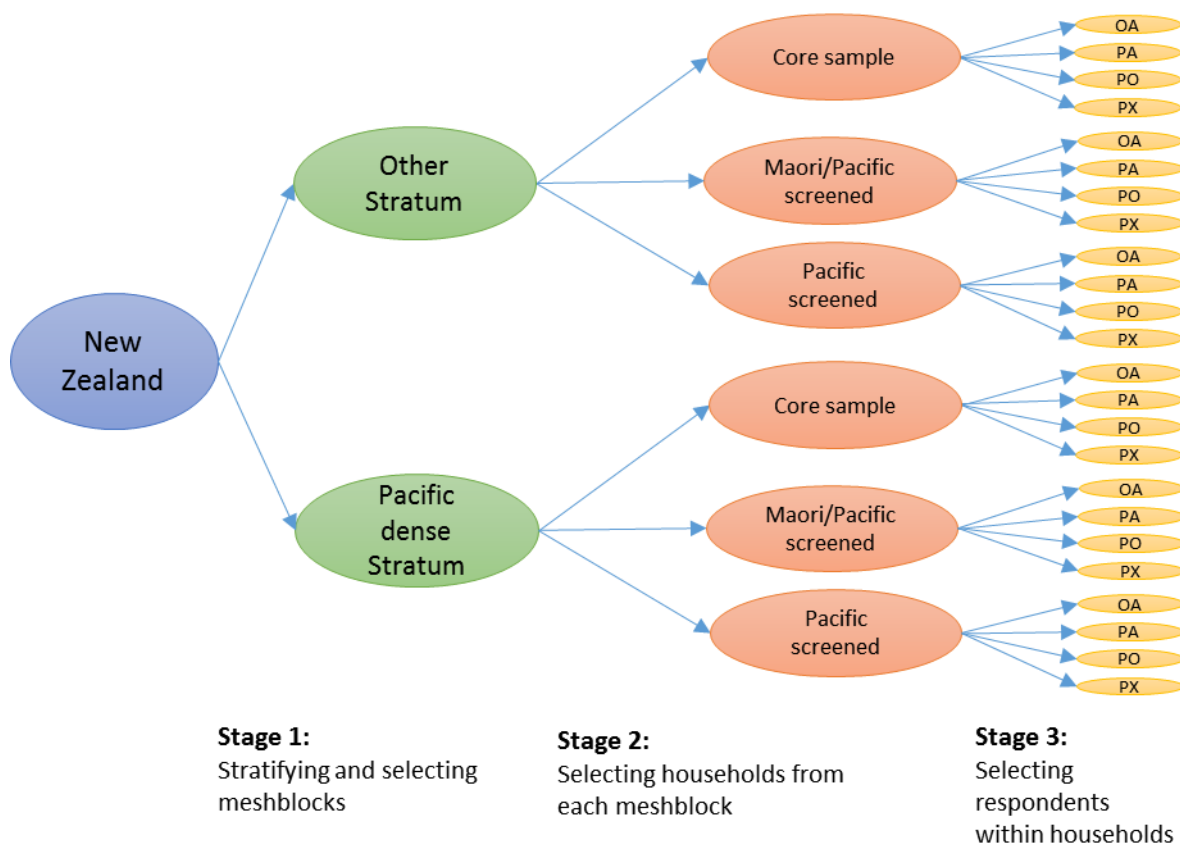 New
Zealand
Other
Stratum
Pacific
dense
Stratum
Core sample
Maori/Pacific
screened
Pacific
screened
Core sample
Maori/Pacific
screened
Pacific
screened
OA
PA
PO
PX
OA
PA
PO
PX
OA
PA
PO
PX
OA
PA
PO
PX
OA
PA
PO
PX
OA
PA
PO
PX
Stage 1:
Stratifying and selecting
meshblocks
Stage 2:
Selecting households from
each meshblock
Stage 3:
Selecting
respondents
within households